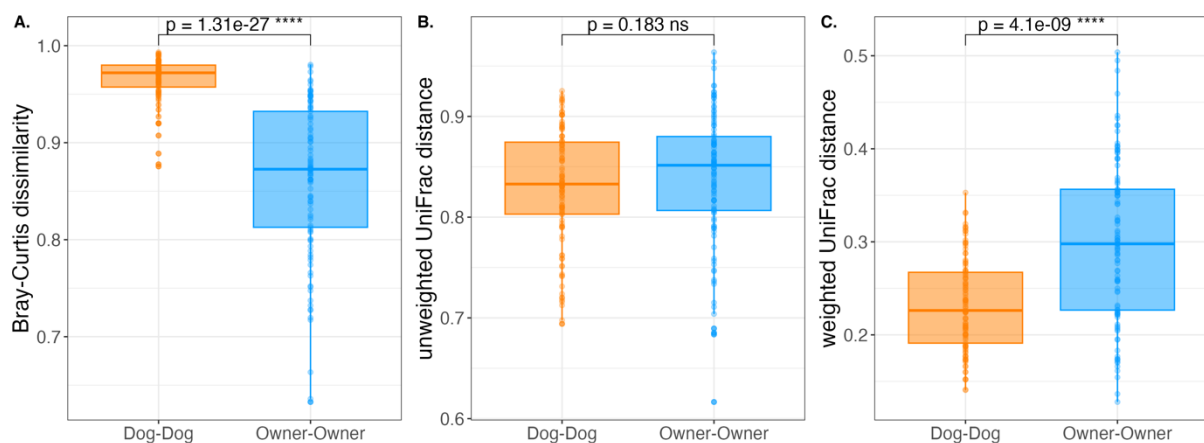 A.
p = 1.31e-27 ****
Bray-Curtis dissimilarity
1.0
0.9
0.8
0.7
Dog-Dog Owner-Owner
B.
p = 0.183 ns
unweighted UniFrac distance
0.9
0.8
0.7
0.6
Dog-Dog Owner-Owner
C.
p = 4.1e-09 ****
weighted UniFrac distance
0.5
0.4
0.3
0.2
Dog-Dog Owner-Owner